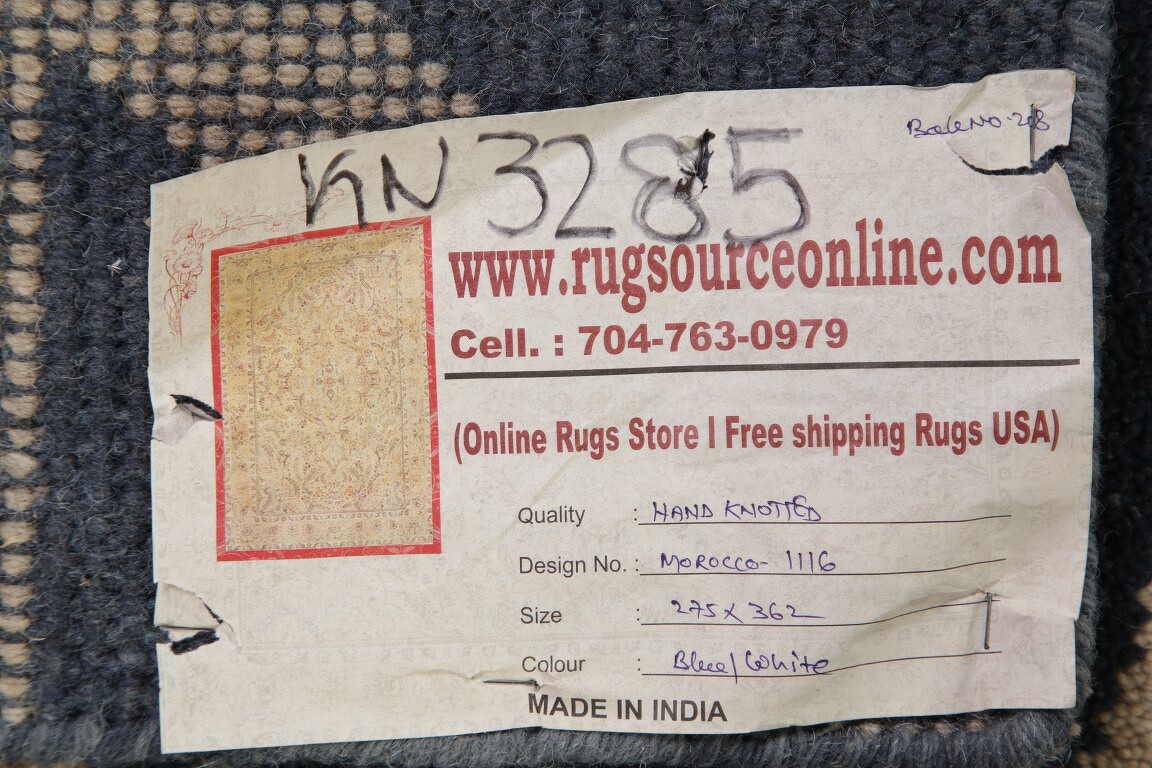 Bale NO. 208
KN 3285
www.rugsourceonline.com
Cell. : 704-763-0979
(Online Rugs Store I Free shipping Rugs USA)
Quality : HAND KNOTTED
Design No. : MOROCCO- 1116
Size : 275 X 362
Colour : Blue/White
MADE IN INDIA